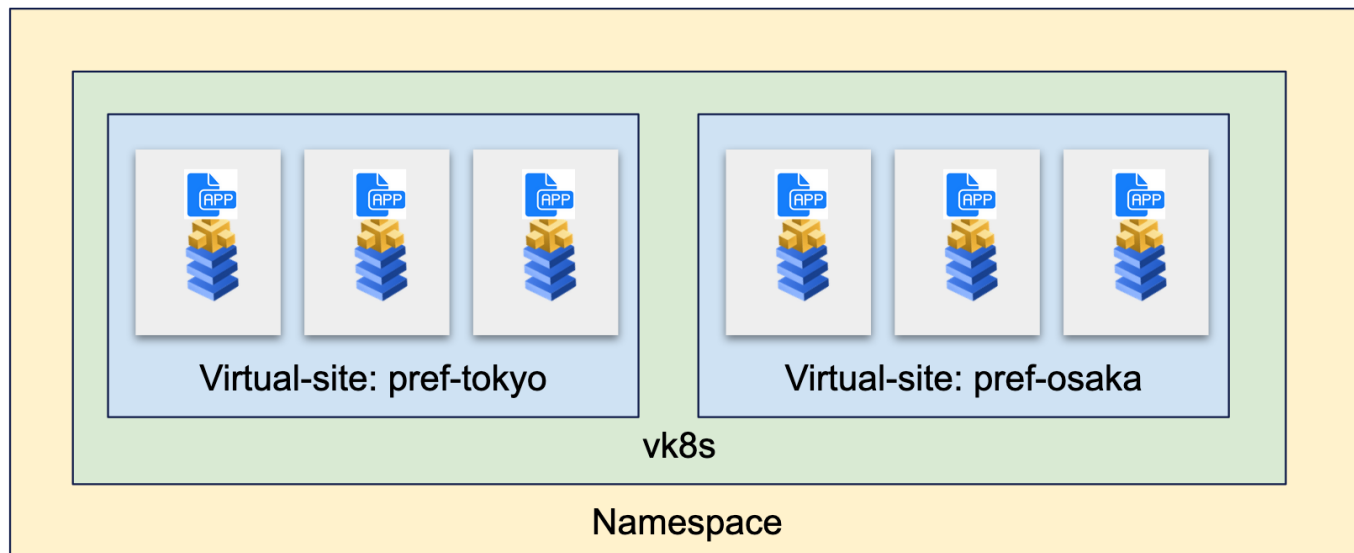 APP APP APP APP APP APP
Virtual-site: pref-tokyo Virtual-site: pref-osaka
vk8s
Namespace